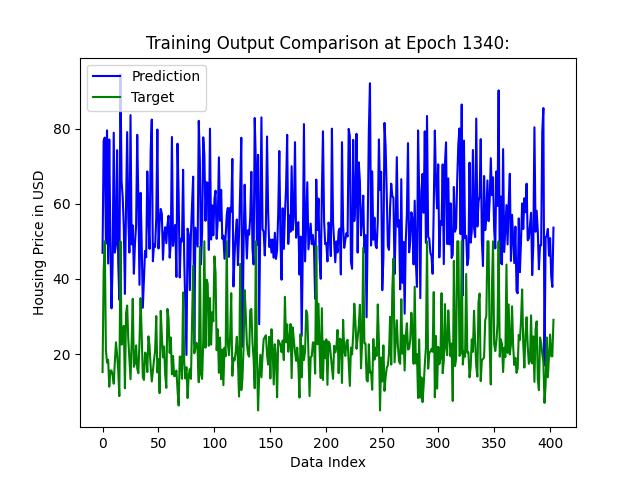 Training Output Comparison at Epoch 1340:
Prediction
Target
80
60
40
20
Housing Price in USD
0 50 100 150 200 250 300 350 400
Data Index